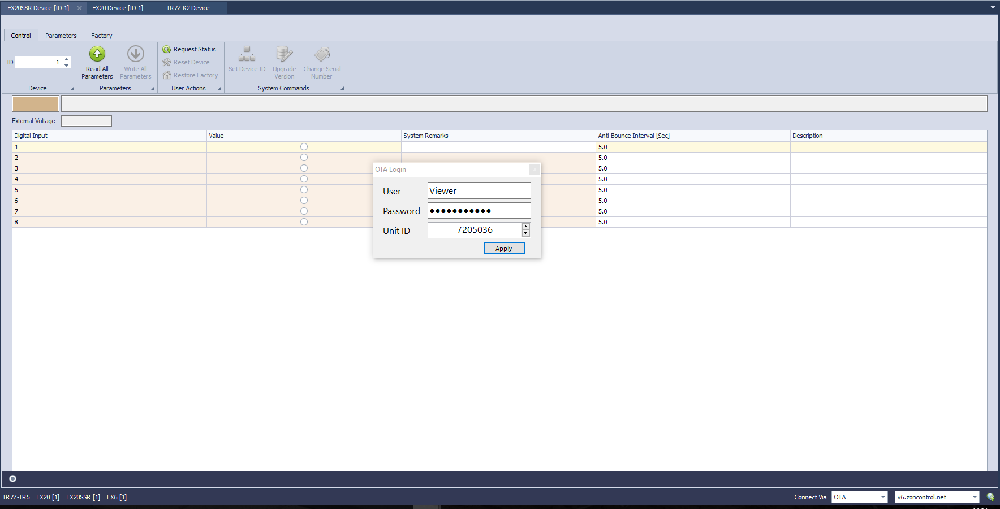 EX20SSR Device [ID 1] EX20 Device [ID 1] TR7Z-K2 Device
Control Parameters Factory
ID 1
Read All Parameters
Write All Parameters
Request Status
Reset Device
Restore Factory
Set Device ID
Upgrade Version
Change Serial Number
Device Parameters User Actions System Commands
External Voltage
Digital Input Value System Remarks Anti-Bounce Interval [Sec] Description
1 5.0
2 5.0
3 5.0
4 5.0
5 5.0
6 5.0
7 5.0
8 5.0
OTA Login
User Viewer
Password ●●●●●●●●●●●
Unit ID 7205036
Apply
TR7Z-TR5 EX20 [1] EX20SSR [1] EX6 [1] Connect Via OTA v6.zoncontrol.net